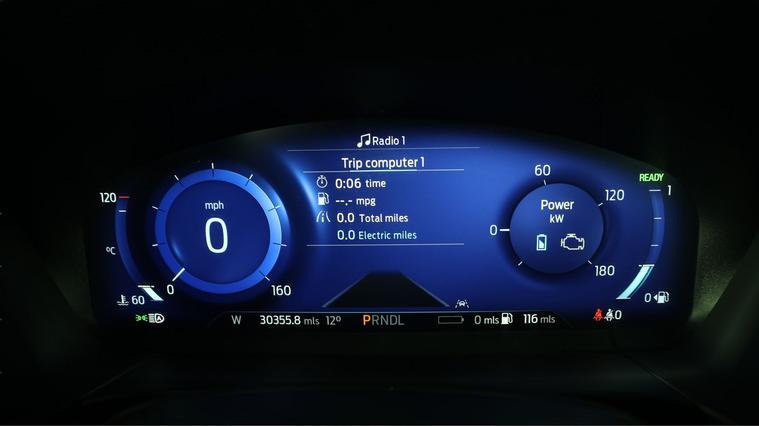 Radio 1
Trip computer 1
0:06 time
--.- mpg
0.0 Total miles
0.0 Electric miles
mph
0
0
160
120
°C
60
60
Power
kW
120
0
180
READY
1
0
W 30355.8 mls 12° PRNDL 0 mls 116 mls
0